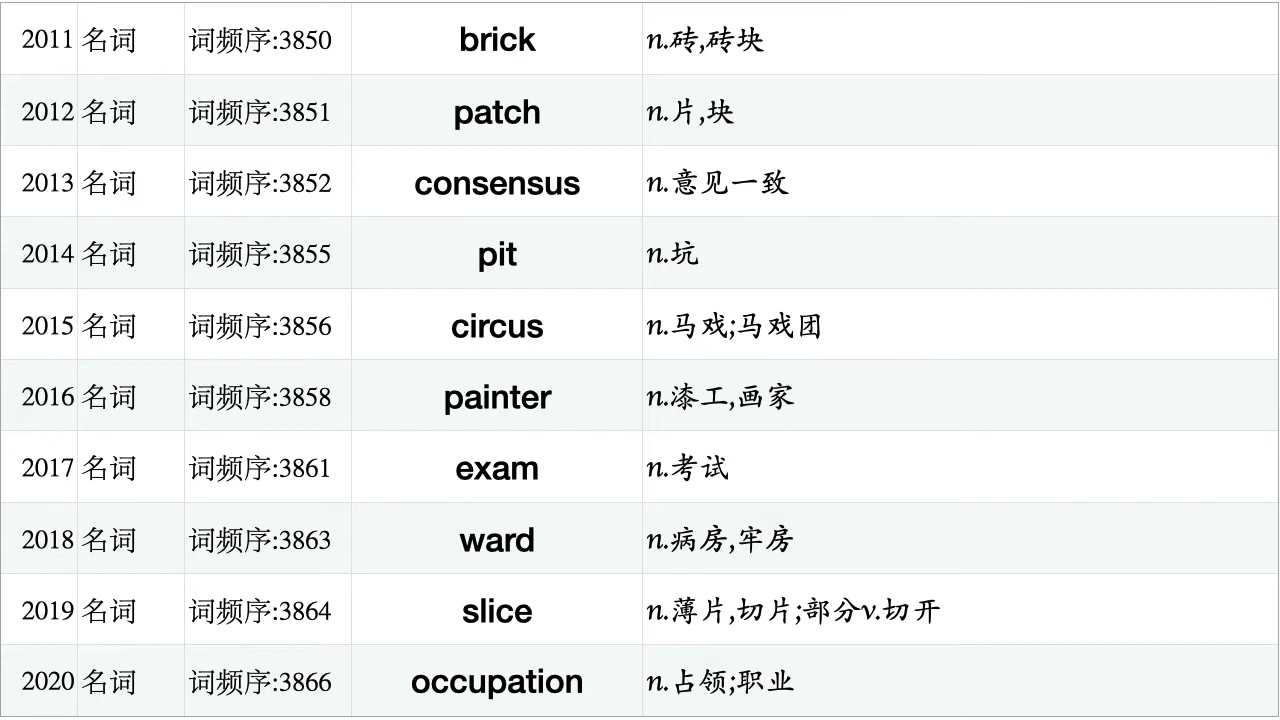 2011 名词 词频序:3850 brick n.砖,砖块
2012 名词 词频序:3851 patch n.片,块
2013 名词 词频序:3852 consensus n.意见一致
2014 名词 词频序:3855 pit n.坑
2015 名词 词频序:3856 circus n.马戏;马戏团
2016 名词 词频序:3858 painter n.漆工,画家
2017 名词 词频序:3861 exam n.考试
2018 名词 词频序:3863 ward n.病房,牢房
2019 名词 词频序:3864 slice n.薄片,切片;部分v.切开
2020 名词 词频序:3866 occupation n.占领;职业